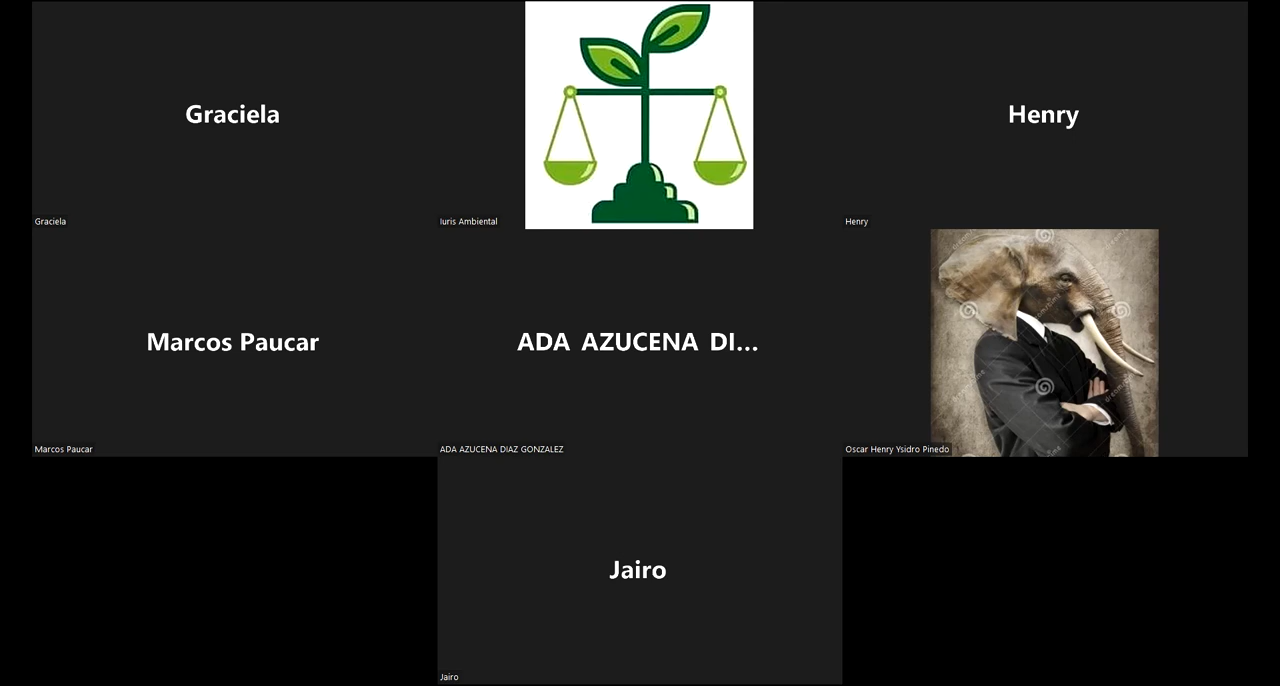 Graciela
Graciela
Iuris Ambiental
Henry
Henry
Marcos Paucar
Marcos Paucar
ADA AZUCENA DI...
ADA AZUCENA DIAZ GONZALEZ
Oscar Henry Ysidro Pinedo
Jairo
Jairo